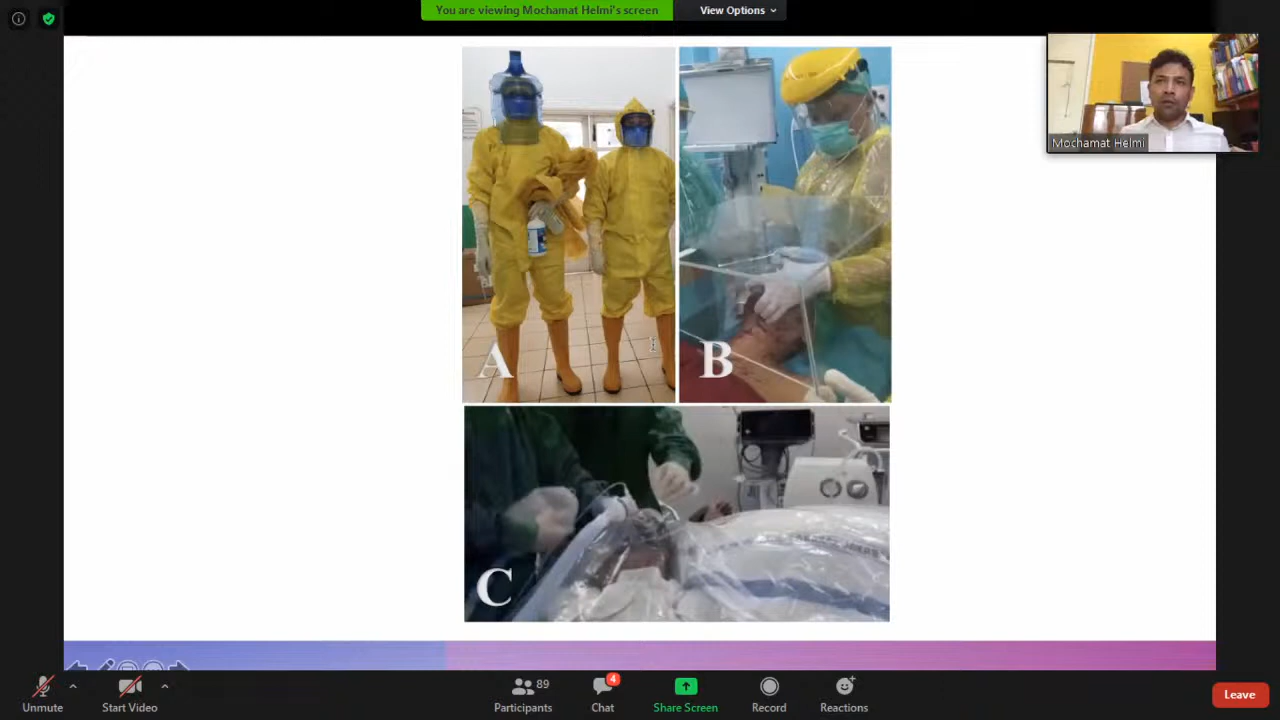 You are viewing Mochamat Helmi's screen
View Options
Mochamat Helmi
A
B
C
Unmute
Start Video
89
Participants
4
Chat
Share Screen
Record
Reactions
Leave